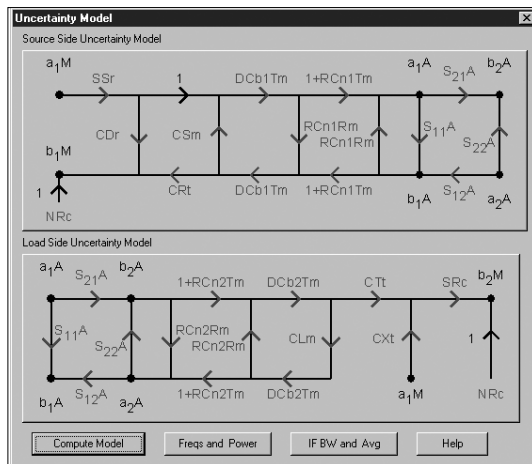 Uncertainty Model
Source Side Uncertainty Model
a1M SSr 1 DCb1Tm 1+RCn1Tm a1A S21A b2A
CDr CSm RCn1Rm RCn1Rm S11A S22A
b1M CRt DCb1Tm 1+RCn1Tm b1A S12A a2A
1
NRc
Load Side Uncertainty Model
a1A S21A b2A 1+RCn2Tm DCb2Tm CTt SRc b2M
S11A S22A RCn2Rm RCn2Rm CLm CXt 1
b1A S12A a2A 1+RCn2Tm DCb2Tm a1M NRc
Compute Model Freqs and Power IF BW and Avg Help